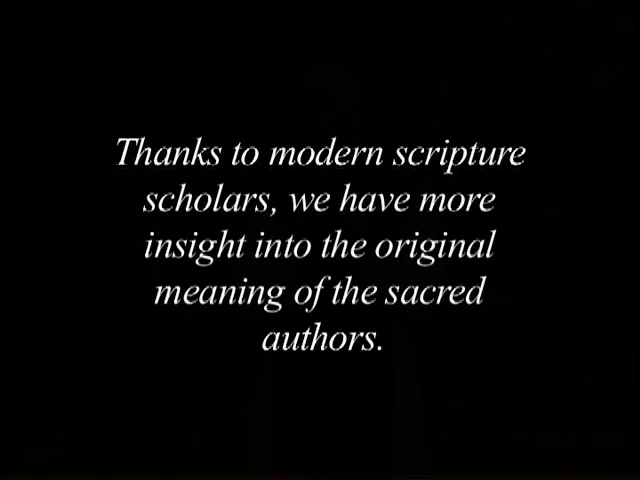 Thanks to modern scripture
scholars, we have more
insight into the original
meaning of the sacred
authors.